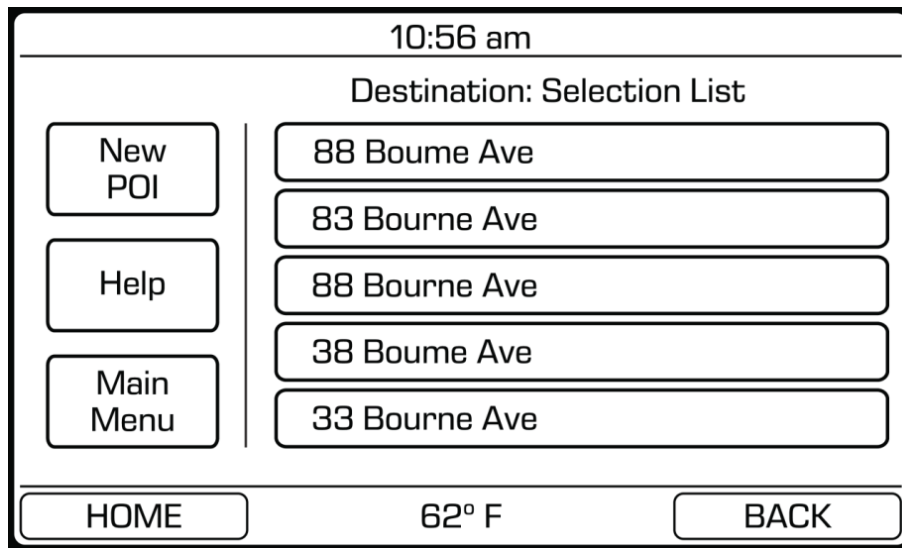 10:56 am
Destination: Selection List
New
POI
Help
Main
Menu
88 Boume Ave
83 Bourne Ave
88 Bourne Ave
38 Boume Ave
33 Bourne Ave
HOME
62° F
BACK